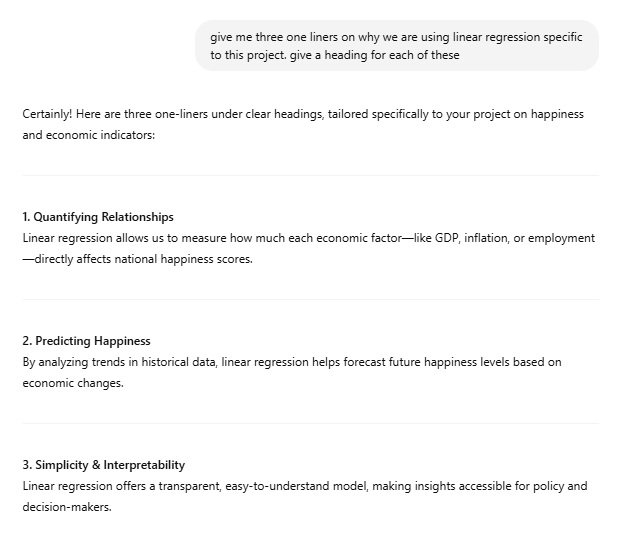 give me three one liners on why we are using linear regression specific
to this project. give a heading for each of these
Certainly! Here are three one-liners under clear headings, tailored specifically to your project on happiness
and economic indicators:
1. Quantifying Relationships
Linear regression allows us to measure how much each economic factor—like GDP, inflation, or employment
—directly affects national happiness scores.
2. Predicting Happiness
By analyzing trends in historical data, linear regression helps forecast future happiness levels based on
economic changes.
3. Simplicity & Interpretability
Linear regression offers a transparent, easy-to-understand model, making insights accessible for policy and
decision-makers.